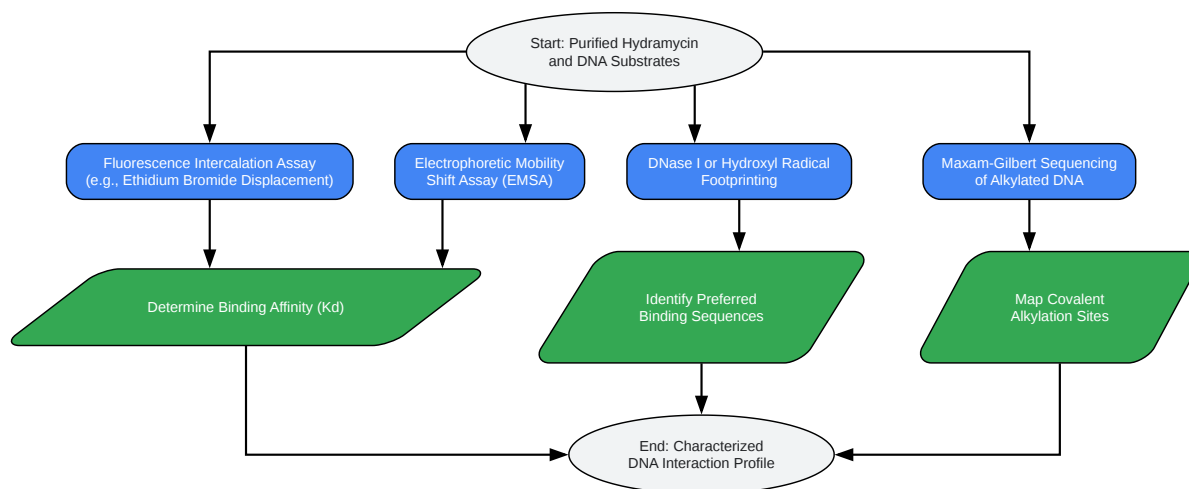 Start: Purified Hydramycin
and DNA Substrates
Fluorescence Intercalation Assay
(e.g., Ethidium Bromide Displacement)
Electrophoretic Mobility
Shift Assay (EMSA)
DNase I or Hydroxyl Radical
Footprinting
Maxam-Gilbert Sequencing
of Alkylated DNA
Determine Binding Affinity (Kd)
Identify Preferred
Binding Sequences
Map Covalent
Alkylation Sites
End: Characterized
DNA Interaction Profile